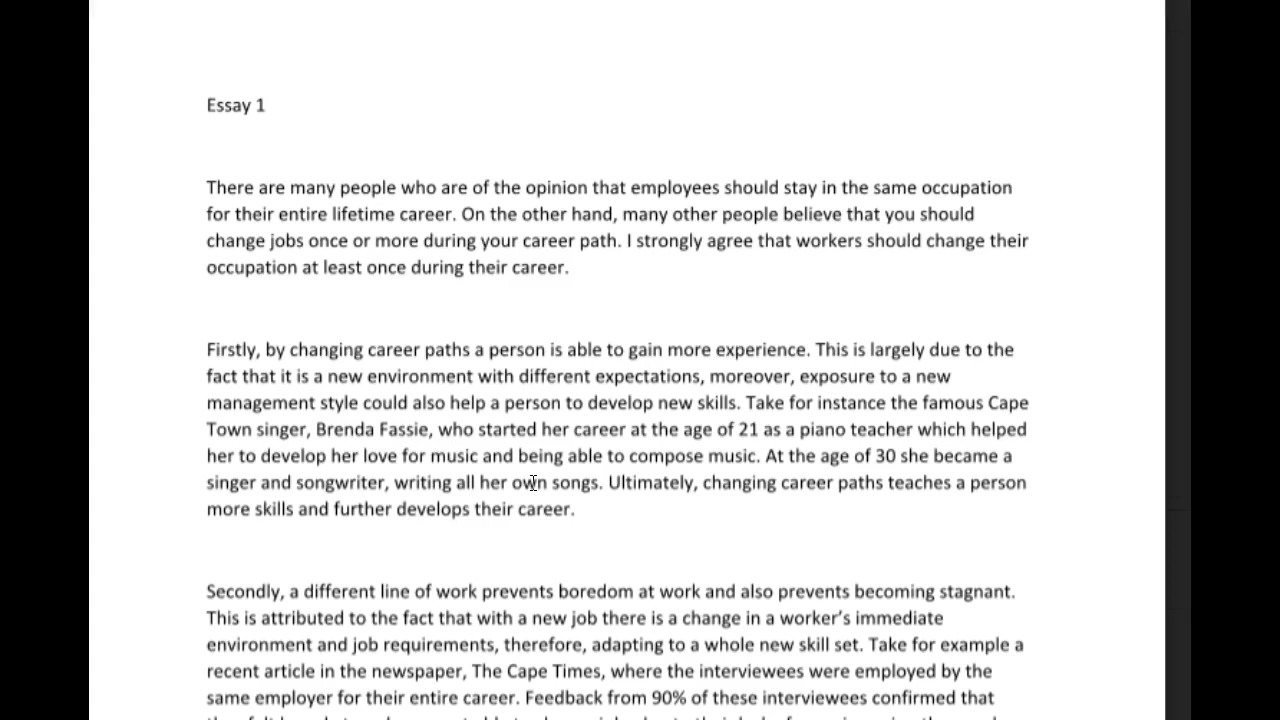 Essay 1
There are many people who are of the opinion that employees should stay in the same occupation
for their entire lifetime career. On the other hand, many other people believe that you should
change jobs once or more during your career path. I strongly agree that workers should change their
occupation at least once during their career.
Firstly, by changing career paths a person is able to gain more experience. This is largely due to the
fact that it is a new environment with different expectations, moreover, exposure to a new
management style could also help a person to develop new skills. Take for instance the famous Cape
Town singer, Brenda Fassie, who started her career at the age of 21 as a piano teacher which helped
her to develop her love for music and being able to compose music. At the age of 30 she became a
singer and songwriter, writing all her own songs. Ultimately, changing career paths teaches a person
more skills and further develops their career.
Secondly, a different line of work prevents boredom at work and also prevents becoming stagnant.
This is attributed to the fact that with a new job there is a change in a worker’s immediate
environment and job requirements, therefore, adapting to a whole new skill set. Take for example a
recent article in the newspaper, The Cape Times, where the interviewees were employed by the
same employer for their entire career. Feedback from 90% of these interviewees confirmed that